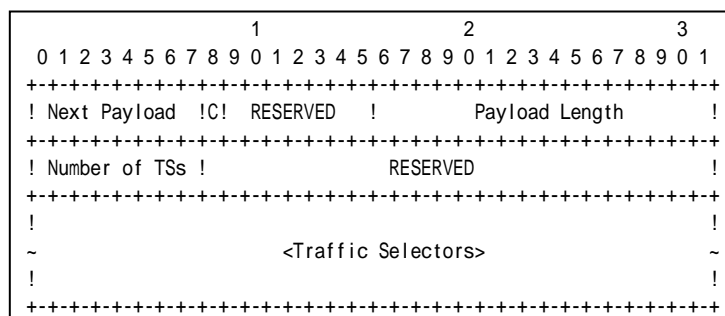 1                   2                   3
 0 1 2 3 4 5 6 7 8 9 0 1 2 3 4 5 6 7 8 9 0 1 2 3 4 5 6 7 8 9 0 1
+-+-+-+-+-+-+-+-+-+-+-+-+-+-+-+-+-+-+-+-+-+-+-+-+-+-+-+-+-+-+-+-+
! Next Payload  !C!  RESERVED   !         Payload Length        !
+-+-+-+-+-+-+-+-+-+-+-+-+-+-+-+-+-+-+-+-+-+-+-+-+-+-+-+-+-+-+-+-+
! Number of TSs !                 RESERVED                      !
+-+-+-+-+-+-+-+-+-+-+-+-+-+-+-+-+-+-+-+-+-+-+-+-+-+-+-+-+-+-+-+-+
!                                                               !
~                       <Traffic Selectors>                     ~
!                                                               !
+-+-+-+-+-+-+-+-+-+-+-+-+-+-+-+-+-+-+-+-+-+-+-+-+-+-+-+-+-+-+-+-+